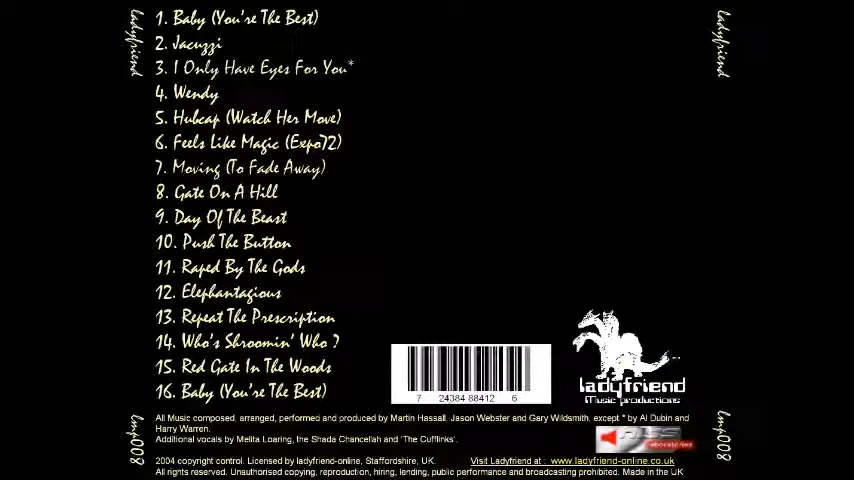 1. Baby (You're The Best)
2. Jacuzzi
3. I Only Have Eyes For You*
4. Wendy
5. Hubcap (Watch Her Move)
6. Feels Like Magic (Expo72)
7. Moving (To Fade Away)
8. Gate On A Hill
9. Day Of The Beast
10. Push The Button
11. Raped By The Gods
12. Elephantagious
13. Repeat The Prescription
14. Who's Shroomin' Who ?
15. Red Gate In The Woods
16. Baby (You're The Best)
ladyfriend
ladyfriend
lmp008
lmp008
7 24384 88412 6
ladyfriend
Music productions
All Music composed, arranged, performed and produced by Martin Hassall, Jason Webster and Gary Wildsmith, except * by Al Dubin and
Harry Warren.
Additional vocals by Melita Loaring, the Shada Chancellah and 'The Cufflinks'.
laboratories
2004 copyright control. Licensed by ladyfriend-online, Staffordshire, UK.
Visit Ladyfriend at : www.ladyfriend-online.co.uk
All rights reserved. Unauthorised copying, reproduction, hiring, lending, public performance and broadcasting prohibited. Made in the UK